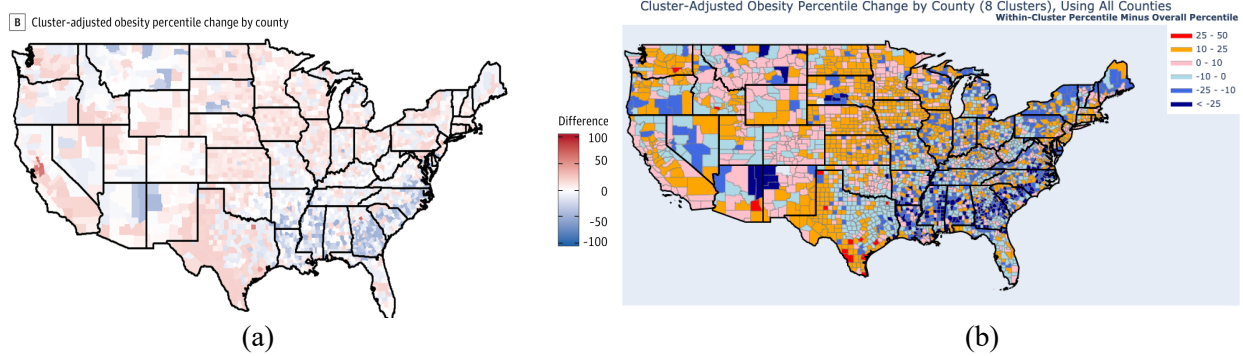 B Cluster-adjusted obesity percentile change by county
Difference
100
50
0
-50
-100
(a)
Cluster-Adjusted Obesity Percentile Change by County (8 Clusters), Using All Counties
Within-Cluster Percentile Minus Overall Percentile
25 - 50
10 - 25
0 - 10
-10 - 0
-25 - -10
< -25
(b)